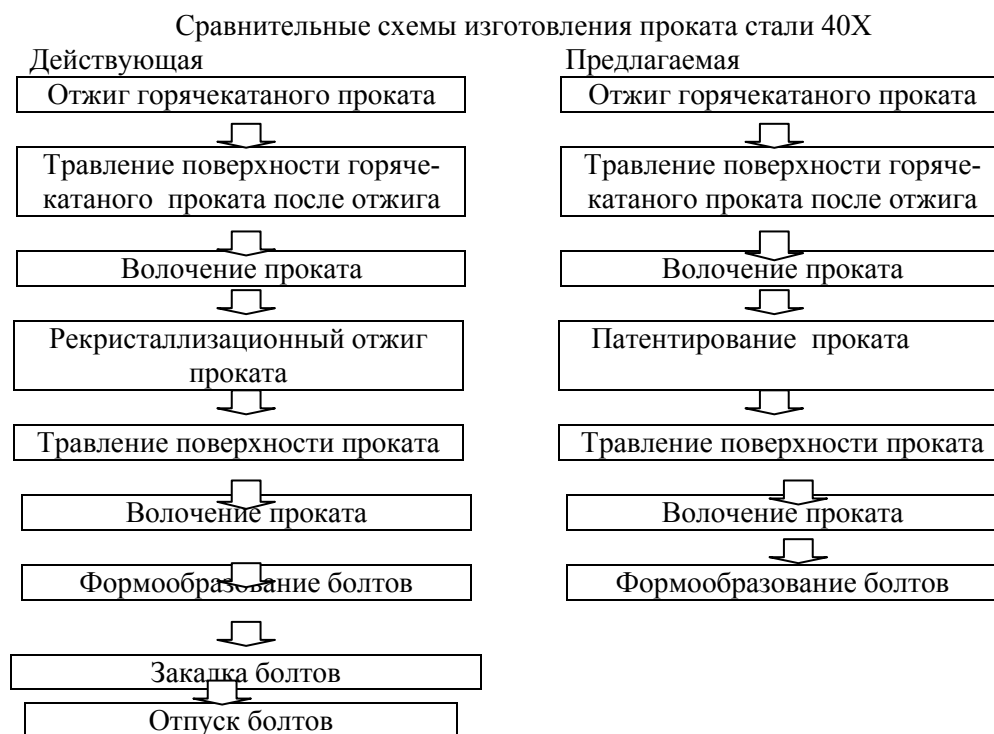 Сравнительные схемы изготовления проката стали 40Х
Действующая
Отжиг горячекатаного проката
Травление поверхности горяче-
катаного проката после отжига
Волочение проката
Рекристаллизационный отжиг
проката
Травление поверхности проката
Волочение проката
Формообразование болтов
Закалка болтов
Отпуск болтов
Предлагаемая
Отжиг горячекатаного проката
Травление поверхности горяче-
катаного проката после отжига
Волочение проката
Патентирование проката
Травление поверхности проката
Волочение проката
Формообразование болтов